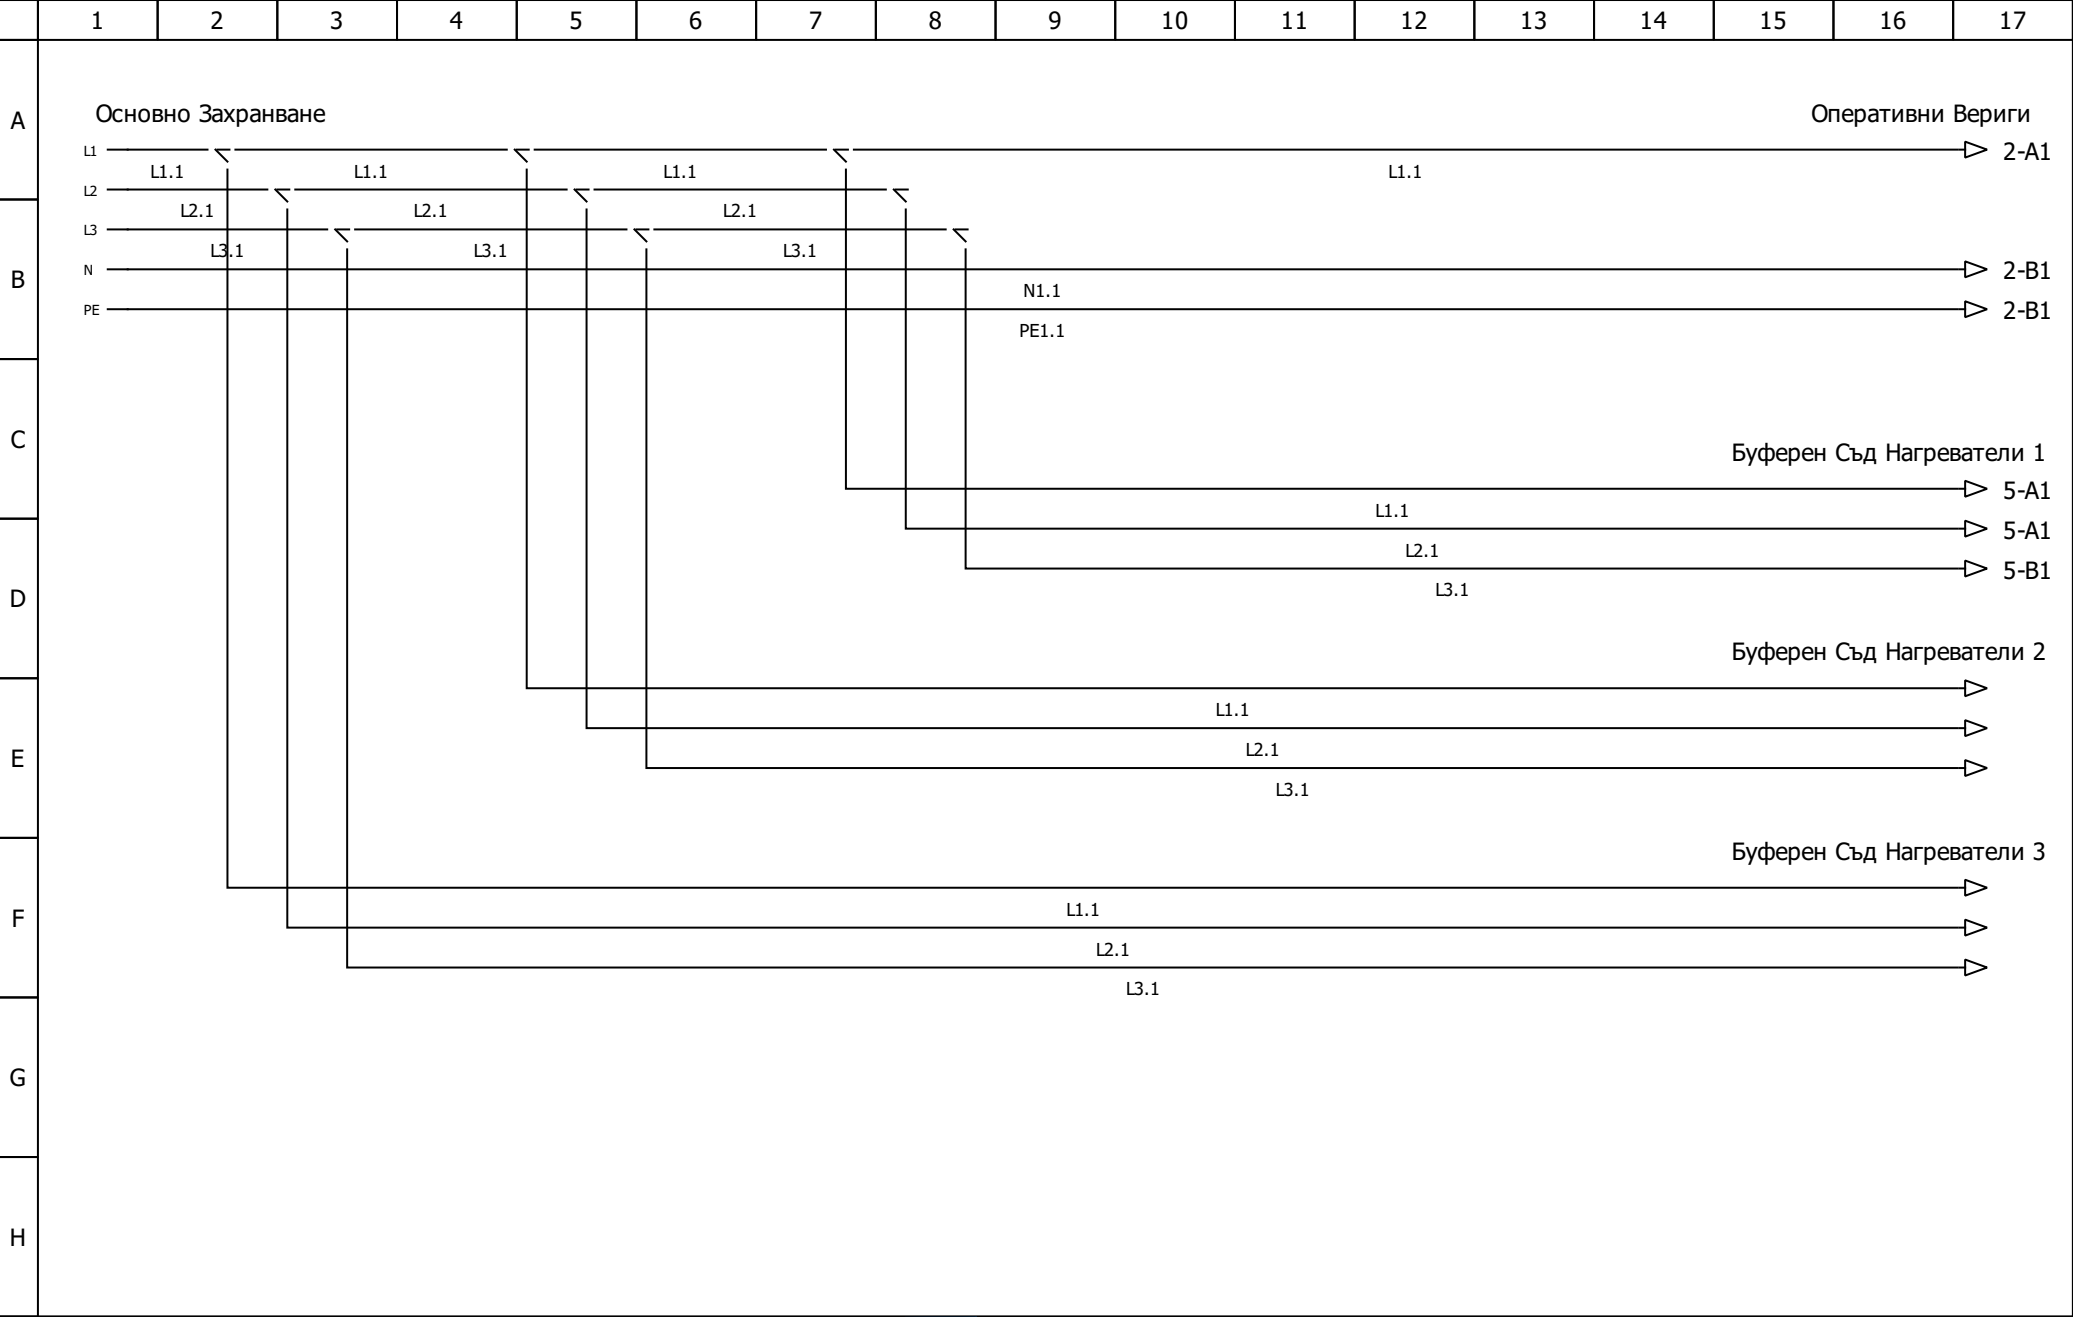 1 2 3 4 5 6 7 8 9 10 11 12 13 14 15 16 17
A
Основно Захранване Оперативни Вериги
L1 2-A1
L1.1 L1.1 L1.1 L1.1
L2
L2.1 L2.1 L2.1
L3
L3.1 L3.1 L3.1
B
N 2-B1
N1.1
PE 2-B1
PE1.1
C
Буферен Съд Нагреватели 1
5-A1
L1.1
5-A1
L2.1
5-B1
D
L3.1
Буферен Съд Нагреватели 2
L1.1
E
L2.1
L3.1
Буферен Съд Нагреватели 3
F
L1.1
L2.1
L3.1
G
H